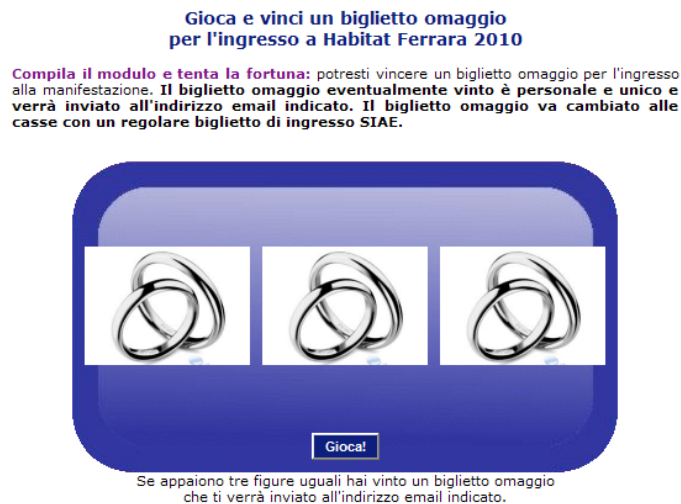 Gioca e vinci un biglietto omaggio
per l'ingresso a Habitat Ferrara 2010
Compila il modulo e tenta la fortuna: potresti vincere un biglietto omaggio per l'ingresso
alla manifestazione. Il biglietto omaggio eventualmente vinto è personale e unico e
verrà inviato all'indirizzo email indicato. Il biglietto omaggio va cambiato alle
casse con un regolare biglietto di ingresso SIAE.
Gioca!
Se appaiono tre figure uguali hai vinto un biglietto omaggio
che ti verrà inviato all'indirizzo email indicato.